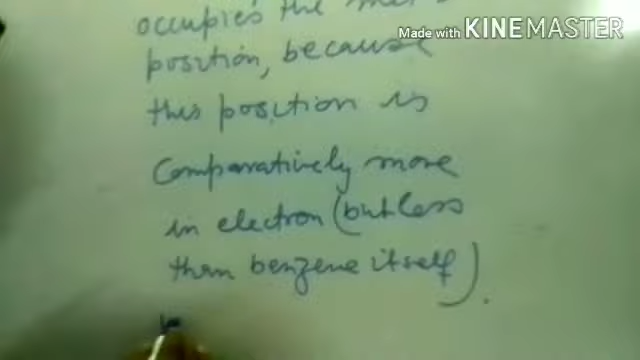 Made with KINEMASTER
occupies the
position, because
this position is
comparatively more
in electron (but less
than benzene itself).